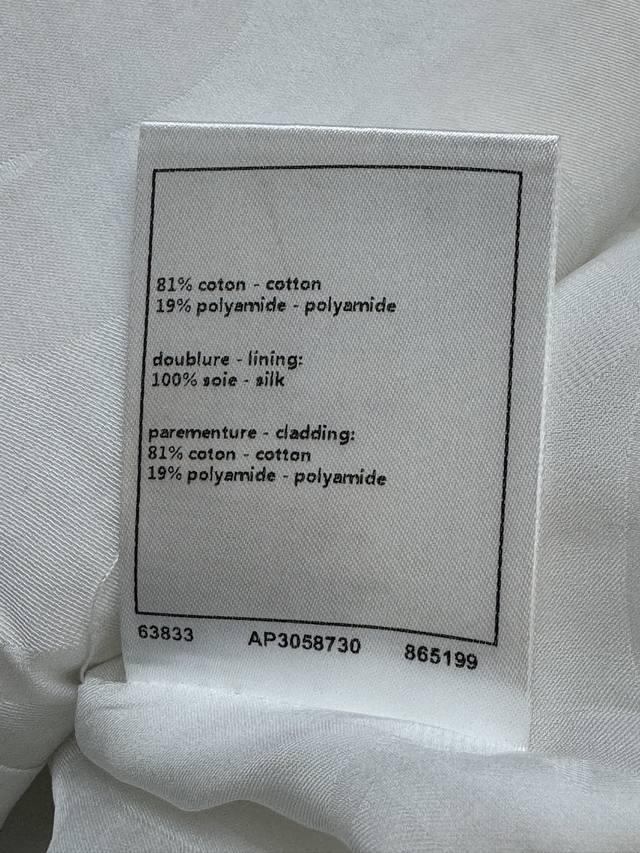 81% coton - cotton
19% polyamide - polyamide
doublure - lining:
100% soie - silk
parementure - cladding:
81% coton - cotton
19% polyamide - polyamide
63833 AP3058730 865199